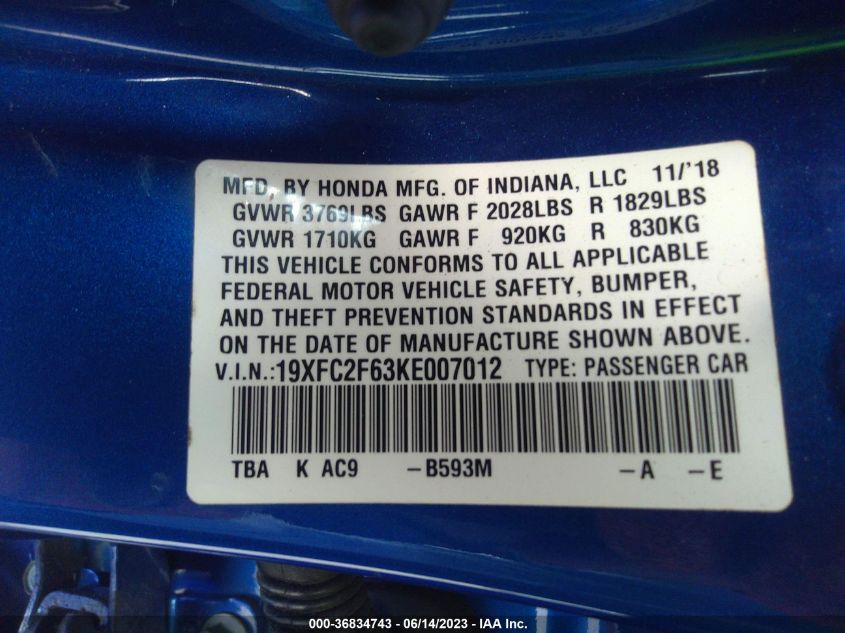 MFD, BY HONDA MFG. OF INDIANA, LLC 11/'18
GVWR 3769LBS GAWR F 2028LBS R 1829LBS
GVWR 1710KG GAWR F 920KG R 830KG
THIS VEHICLE CONFORMS TO ALL APPLICABLE
FEDERAL MOTOR VEHICLE SAFETY, BUMPER,
AND THEFT PREVENTION STANDARDS IN EFFECT
ON THE DATE OF MANUFACTURE SHOWN ABOVE.
V.I.N.:19XFC2F63KE007012 TYPE: PASSENGER CAR
TBA K AC9 -B593M -A -E
000-36834743 - 06/14/2023 - IAA Inc.